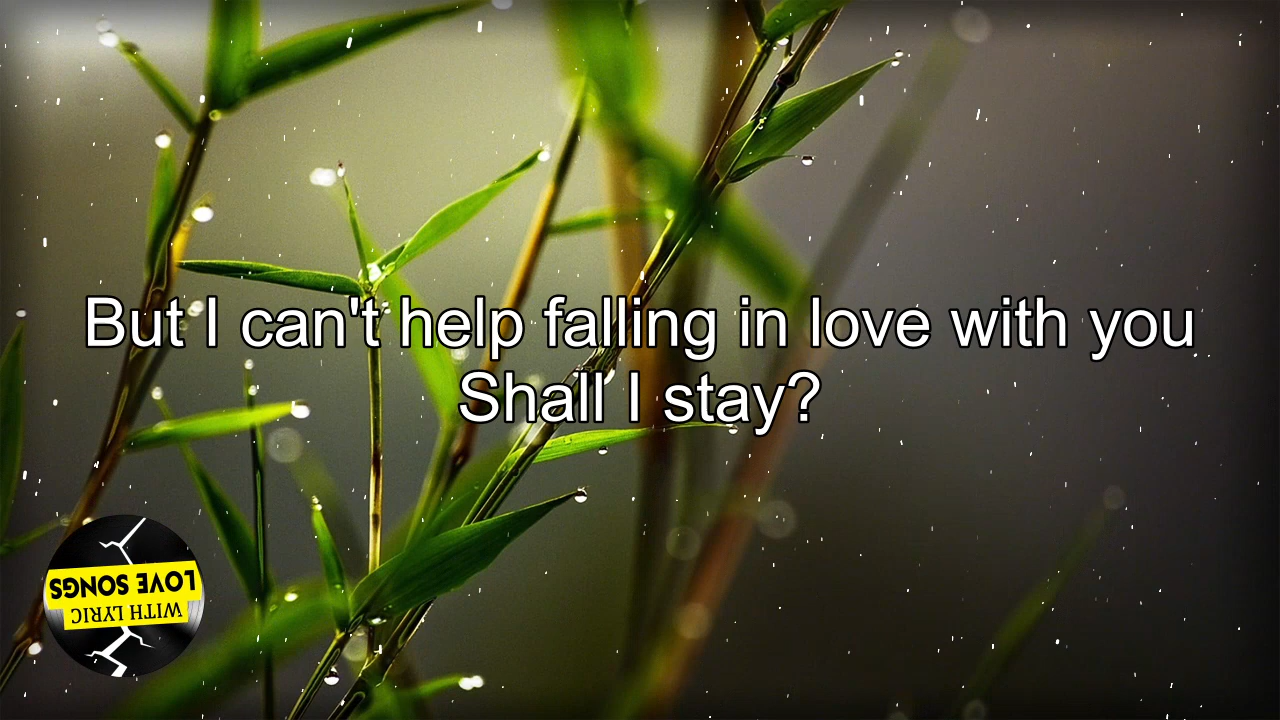 But I can't help falling in love with you
Shall I stay?
LOVE SONGS
WITH LYRIC